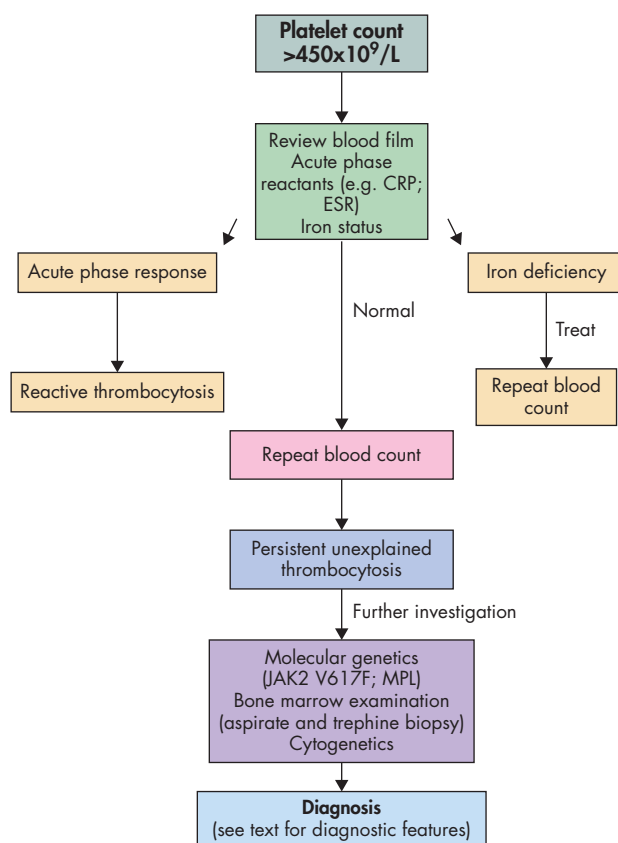 Platelet count
>450x10⁹/L
Review blood film
Acute phase
reactants (e.g. CRP;
ESR)
Iron status
Acute phase response
Normal
Iron deficiency
Treat
Reactive thrombocytosis
Repeat blood
count
Repeat blood count
Persistent unexplained
thrombocytosis
Further investigation
Molecular genetics
(JAK2 V617F; MPL)
Bone marrow examination
(aspirate and trephine biopsy)
Cytogenetics
Diagnosis
(see text for diagnostic features)